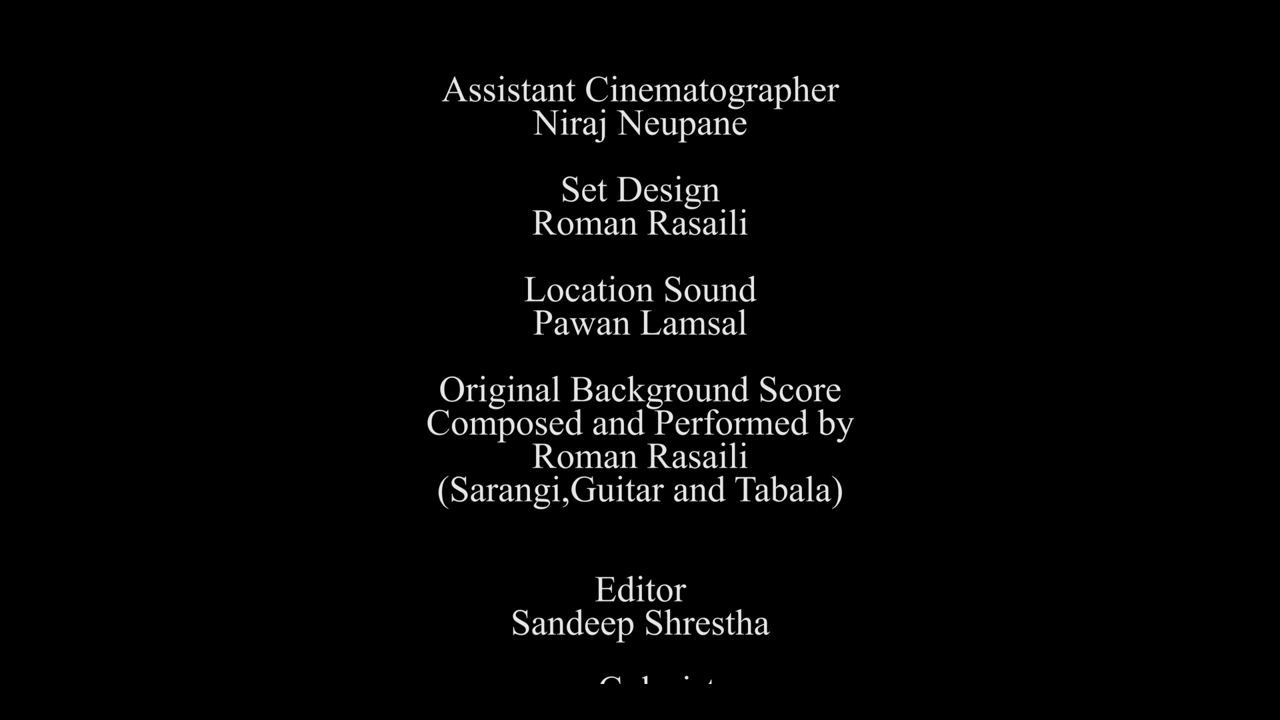 Assistant Cinematographer
Niraj Neupane
Set Design
Roman Rasaili
Location Sound
Pawan Lamsal
Original Background Score
Composed and Performed by
Roman Rasaili
(Sarangi,Guitar and Tabala)
Editor
Sandeep Shrestha
Colorist